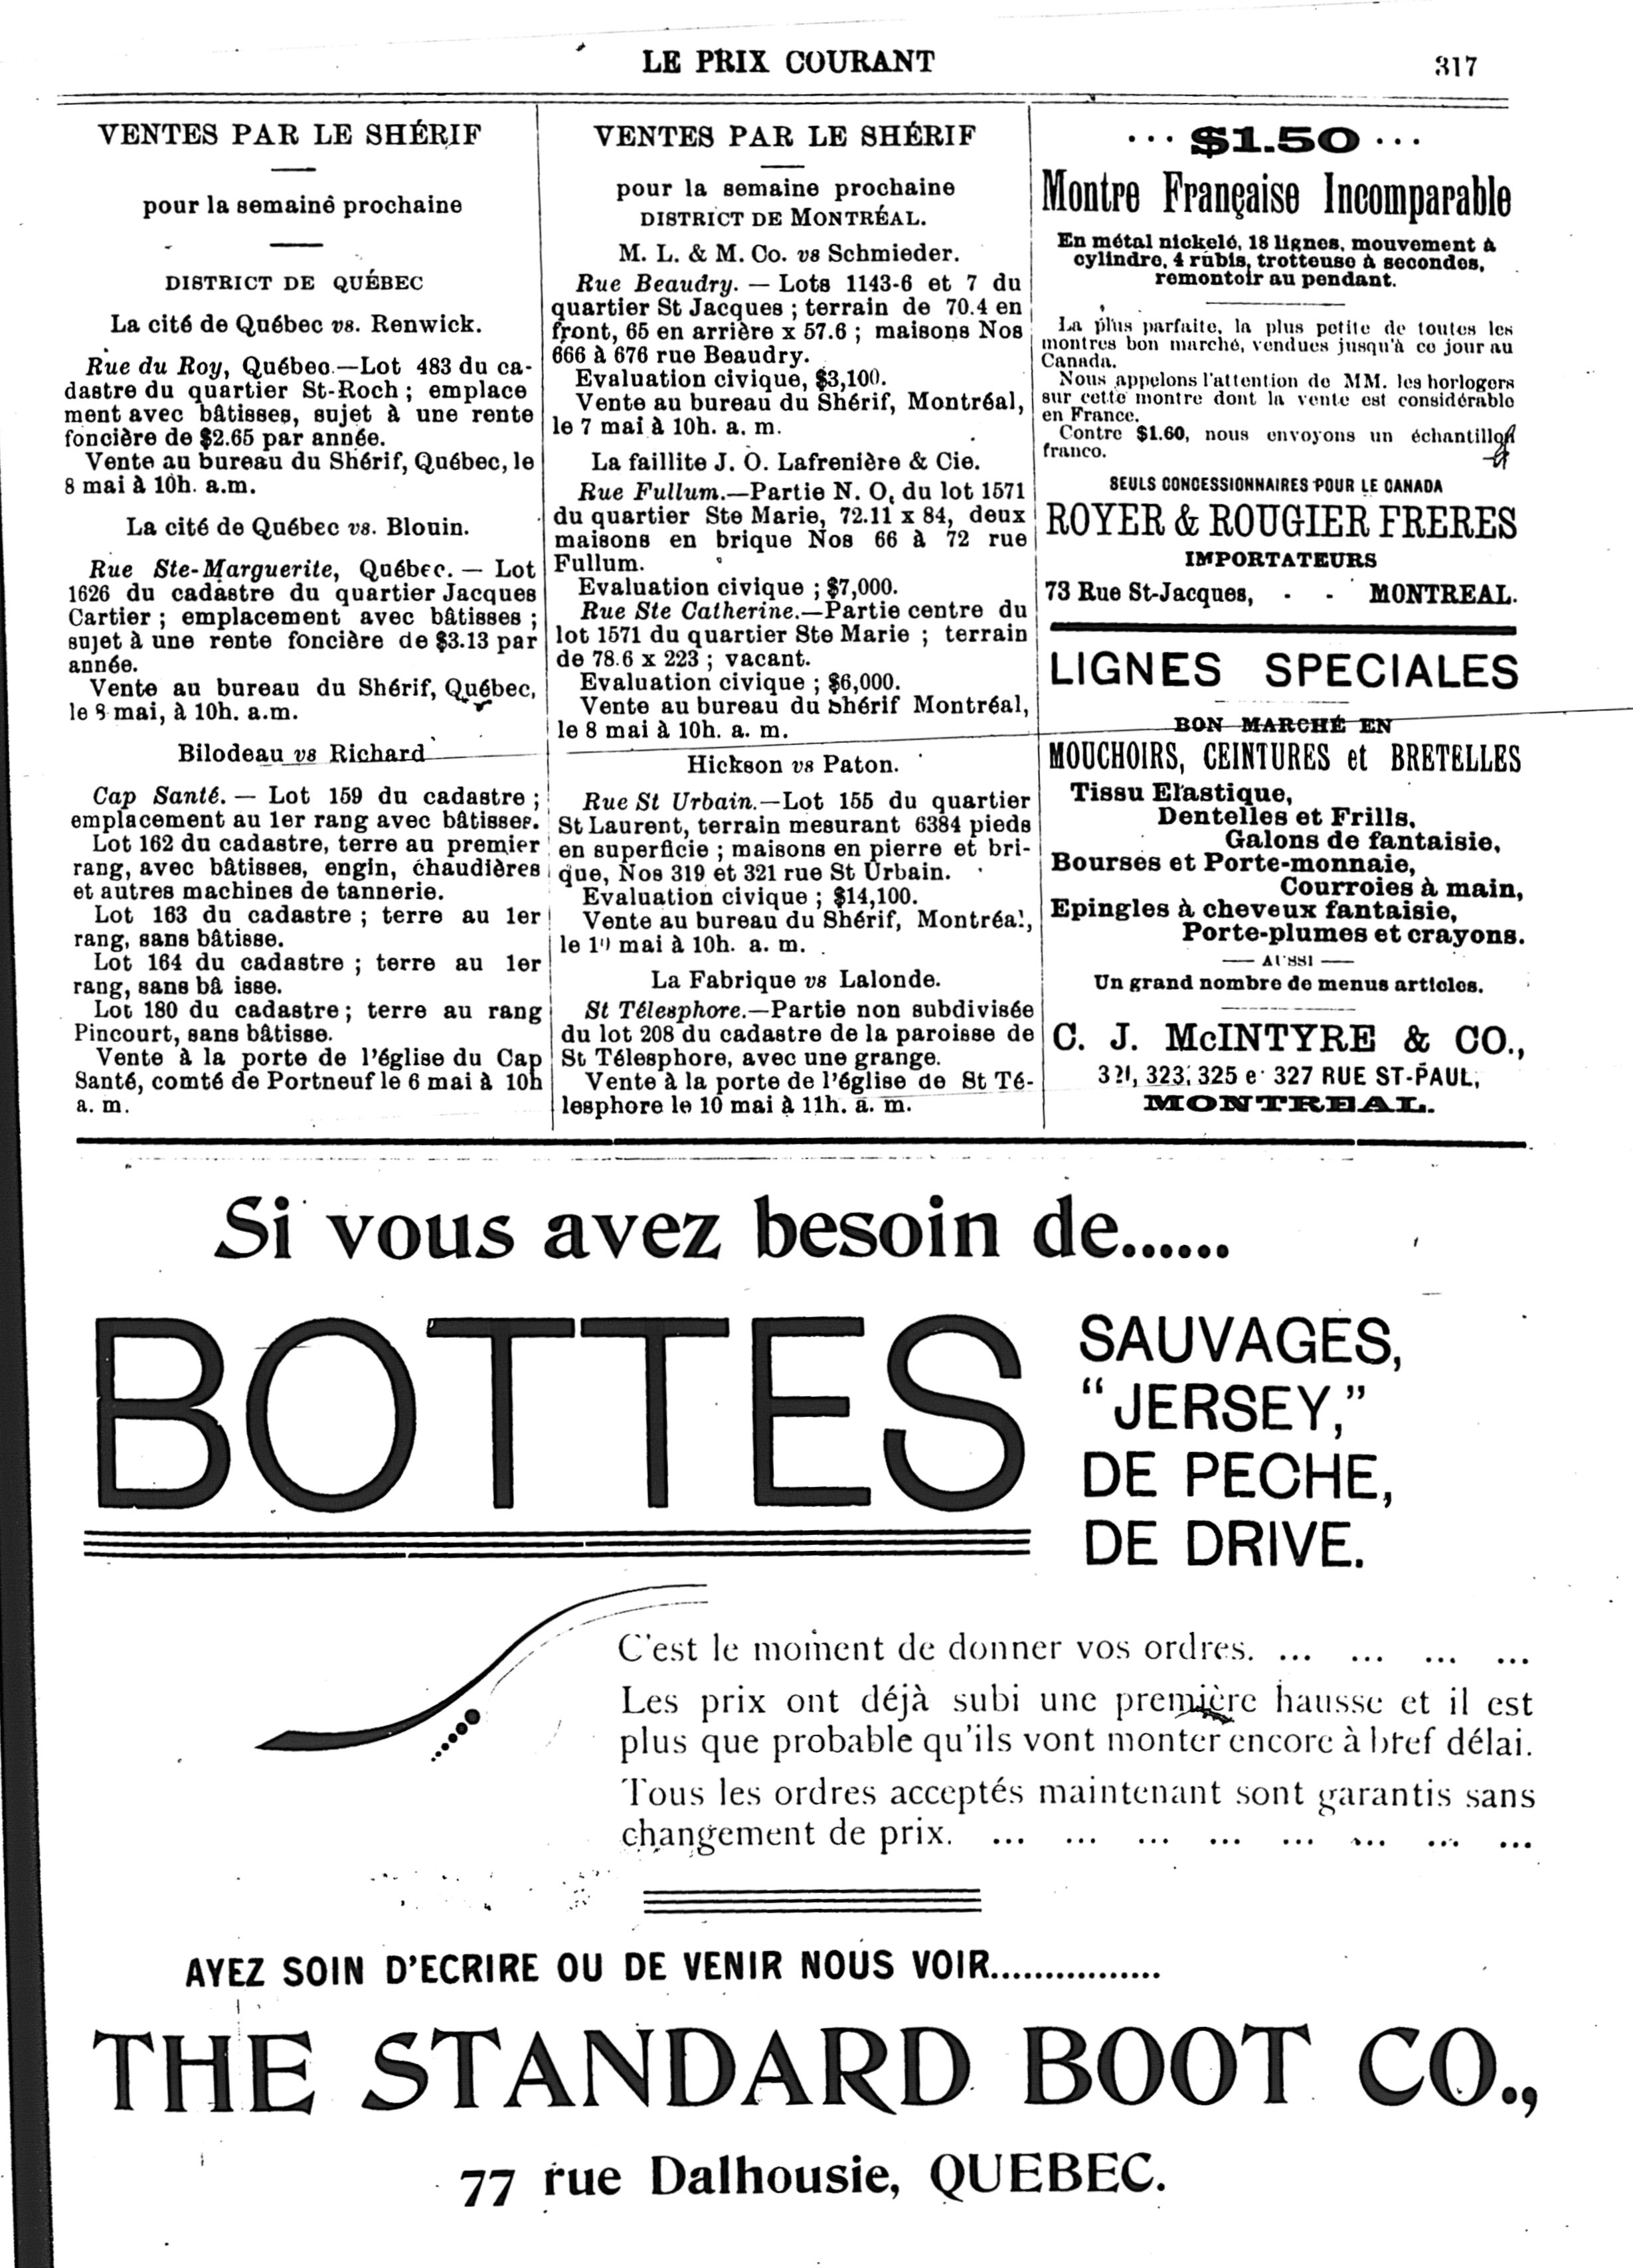 LE PRIX COURANT
317
VENTES PAR LE SHÉRIF
pour la semaine prochaine
DISTRICT DE QUÉBEC
La cité de Québec vs. Renwick.
Rue du Roy, Québec.—Lot 483 du ca-
dastre du quartier St-Roch ; emplace
ment avec bâtisses, sujet à une rente
foncière de $2.65 par année.
Vente au bureau du Shérif, Québec, le
8 mai à 10h. a.m.
La cité de Québec vs. Blouin.
Rue Ste-Marguerite, Québec. — Lot
1626 du cadastre du quartier Jacques
Cartier ; emplacement avec bâtisses ;
sujet à une rente foncière de $3.13 par
année.
Vente au bureau du Shérif, Québec,
le 8 mai, à 10h. a.m.
Bilodeau vs Richard
Cap Santé. — Lot 159 du cadastre ;
emplacement au 1er rang avec bâtisses.
Lot 162 du cadastre, terre au premier
rang, avec bâtisses, engin, chaudières
et autres machines de tannerie.
Lot 163 du cadastre ; terre au 1er
rang, sans bâtisse.
Lot 164 du cadastre ; terre au 1er
rang, sans bâ isse.
Lot 180 du cadastre ; terre au rang
Pincourt, sans bâtisse.
Vente à la porte de l'église du Cap
Santé, comté de Portneuf le 6 mai à 10h
a. m.
VENTES PAR LE SHÉRIF
pour la semaine prochaine
DISTRICT DE MONTRÉAL.
M. L. & M. Co. vs Schmieder.
Rue Beaudry. — Lots 1143-6 et 7 du
quartier St Jacques ; terrain de 70.4 en
front, 65 en arrière x 57.6 ; maisons Nos
666 à 676 rue Beaudry.
Evaluation civique, $3,100.
Vente au bureau du Shérif, Montréal,
le 7 mai à 10h. a. m.
La faillite J. O. Lafrenière & Cie.
Rue Fullum.—Partie N. O, du lot 1571
du quartier Ste Marie, 72.11 x 84, deux
maisons en brique Nos 66 à 72 rue
Fullum.
Evaluation civique ; $7,000.
Rue Ste Catherine.—Partie centre du
lot 1571 du quartier Ste Marie ; terrain
de 78.6 x 223 ; vacant.
Evaluation civique ; $6,000.
Vente au bureau du Shérif Montréal,
le 8 mai à 10h. a. m.
Hickson vs Paton.
Rue St Urbain.—Lot 155 du quartier
St Laurent, terrain mesurant 6384 pieds
en superficie ; maisons en pierre et bri-
que, Nos 319 et 321 rue St Urbain.
Evaluation civique ; $14,100.
Vente au bureau du Shérif, Montréal,
le 10 mai à 10h. a. m.
La Fabrique vs Lalonde.
St Télesphore.—Partie non subdivisée
du lot 208 du cadastre de la paroisse de
St Télesphore, avec une grange.
Vente à la porte de l'église de St Té-
lesphore le 10 mai à 11h. a. m.
... $1.50 ...
Montre Française Incomparable
En métal nickelé, 18 lignes, mouvement à
cylindre, 4 rubis, trotteuse à secondes,
remontoir au pendant.
La plus parfaite, la plus petite de toutes les
montres bon marché, vendues jusqu'à ce jour au
Canada.
Nous appelons l'attention de MM. les horlogers
sur cette montre dont la vente est considérable
en France.
Contre $1.60, nous envoyons un échantillon
franco.
SEULS CONCESSIONNAIRES POUR LE CANADA
ROYER & ROUGIER FRERES
IMPORTATEURS
73 Rue St-Jacques, - - MONTREAL.
LIGNES SPECIALES
BON MARCHÉ EN
MOUCHOIRS, CEINTURES et BRETELLES
Tissu Elastique,
Dentelles et Frills,
Galons de fantaisie,
Bourses et Porte-monnaie,
Courroies à main,
Epingles à cheveux fantaisie,
Porte-plumes et crayons.
— AUSSI —
Un grand nombre de menus articles.
C. J. McINTYRE & CO.,
321, 323, 325 e 327 RUE ST-PAUL,
MONTREAL.
Si vous avez besoin de......
BOTTES
SAUVAGES,
“JERSEY,”
DE PECHE,
DE DRIVE.
C'est le moment de donner vos ordres. ... ... ... ...
Les prix ont déjà subi une première hausse et il est
plus que probable qu'ils vont monter encore à bref délai.
Tous les ordres acceptés maintenant sont garantis sans
changement de prix. ... ... ... ... ... ... ... ...
AYEZ SOIN D'ECRIRE OU DE VENIR NOUS VOIR................
THE STANDARD BOOT CO.,
77 rue Dalhousie, QUEBEC.